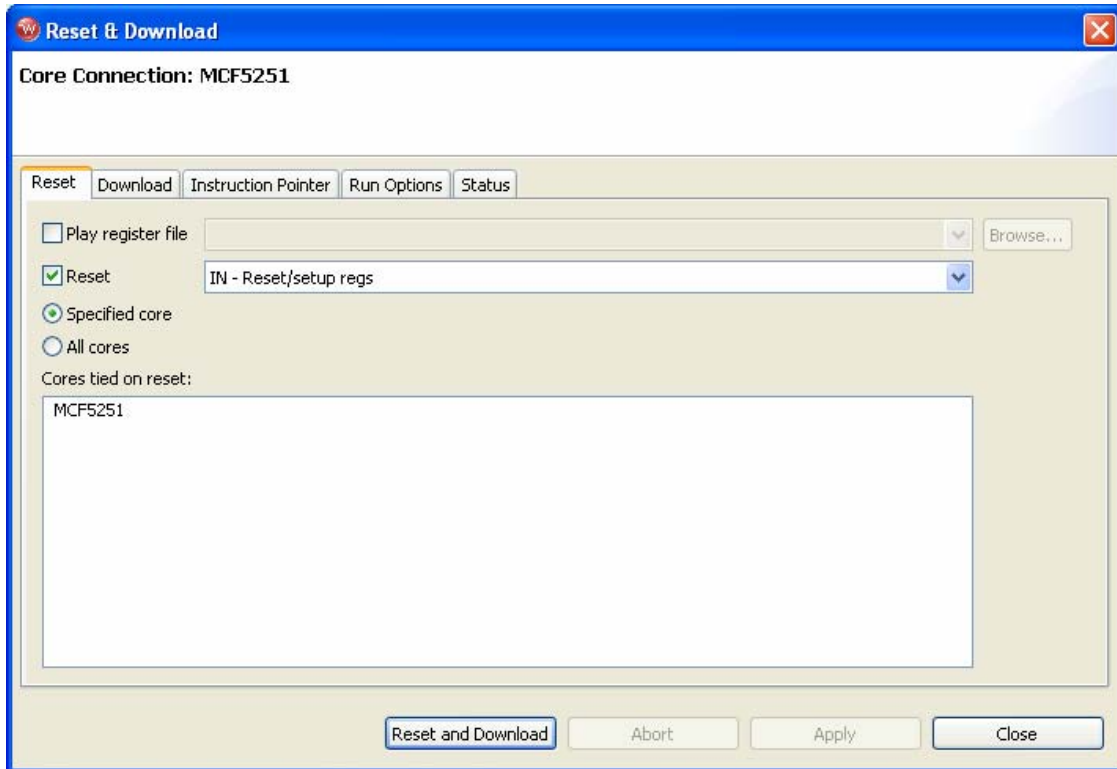 Reset & Download
Core Connection: MCF5251
Reset Download Instruction Pointer Run Options Status
Play register file Browse...
Reset IN - Reset/setup regs
Specified core
All cores
Cores tied on reset:
MCF5251
Reset and Download Abort Apply Close